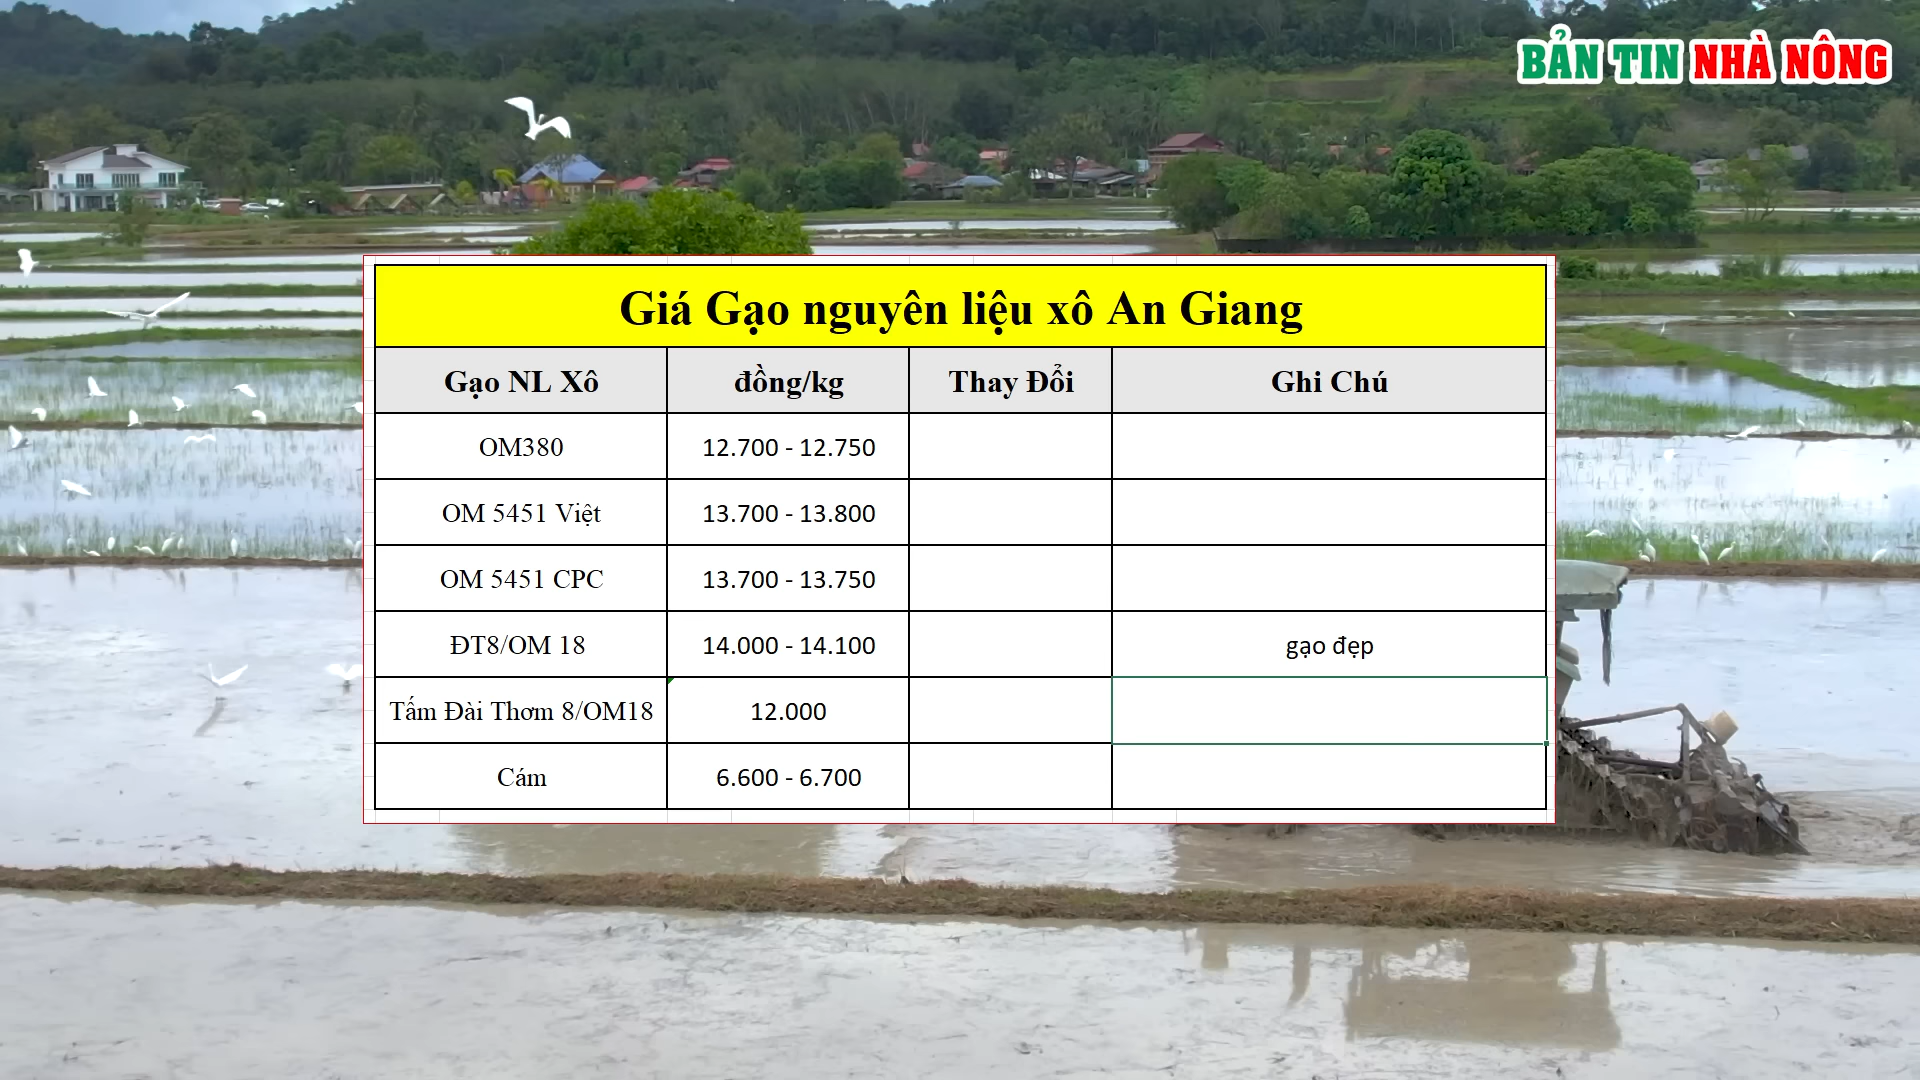 BẢN TIN NHÀ NÔNG
Giá Gạo nguyên liệu xô An Giang
Gạo NL Xô đồng/kg Thay Đổi Ghi Chú
OM380 12.700 - 12.750
OM 5451 Việt 13.700 - 13.800
OM 5451 CPC 13.700 - 13.750
ĐT8/OM 18 14.000 - 14.100 gạo đẹp
Tấm Đài Thơm 8/OM18 12.000
Cám 6.600 - 6.700